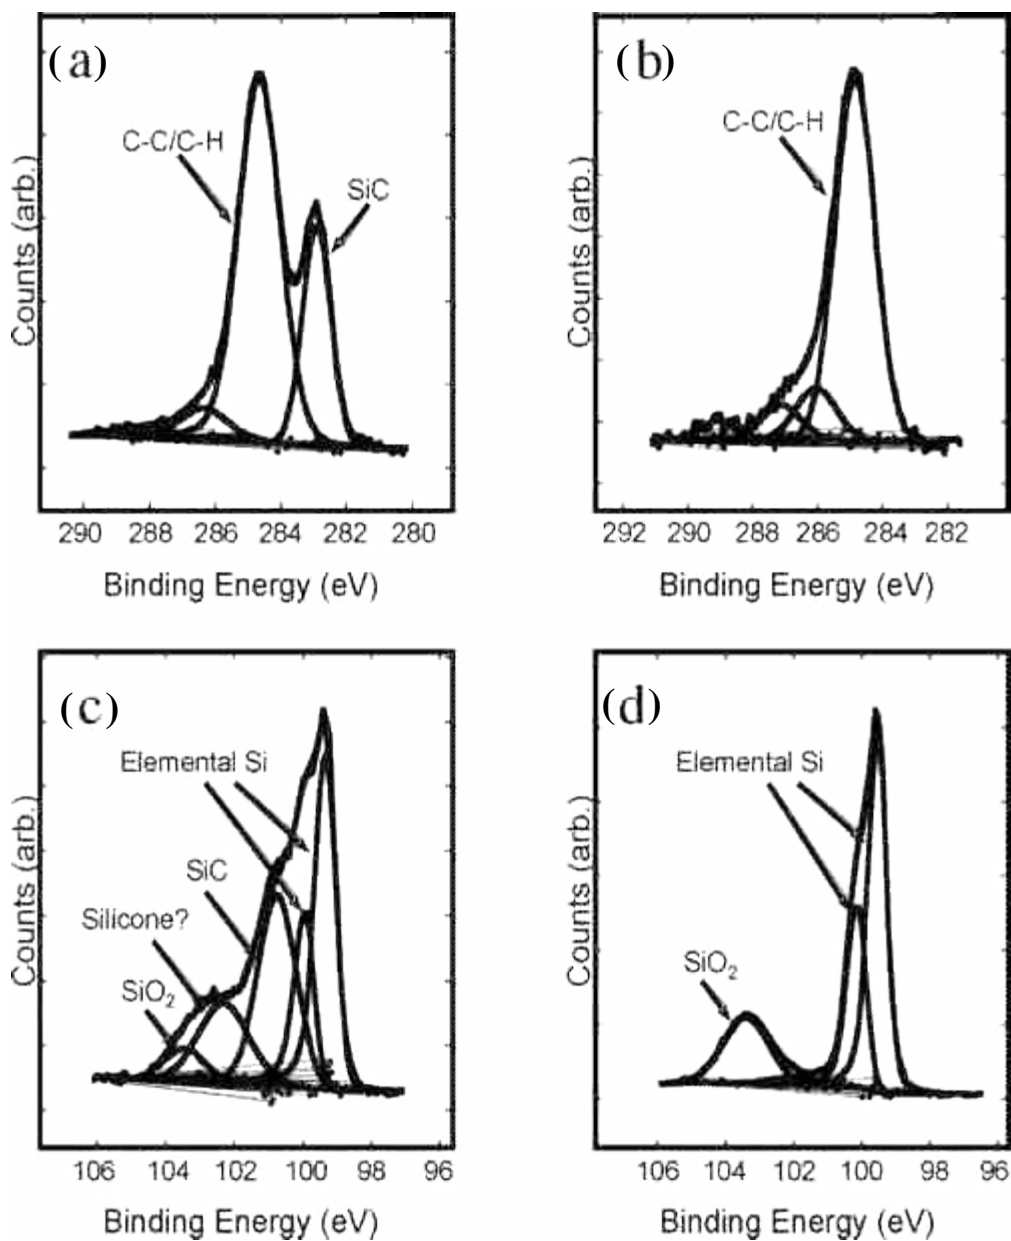 (a)
C-C/C-H
SiC
Counts (arb.)
290 288 286 284 282 280
Binding Energy (eV)
(b)
C-C/C-H
Counts (arb.)
292 290 288 286 284 282
Binding Energy (eV)
(c)
Elemental Si
SiC
Silicone?
SiO₂
Counts (arb.)
106 104 102 100 98 96
Binding Energy (eV)
(d)
Elemental Si
SiO₂
Counts (arb.)
106 104 102 100 98 96
Binding Energy (eV)